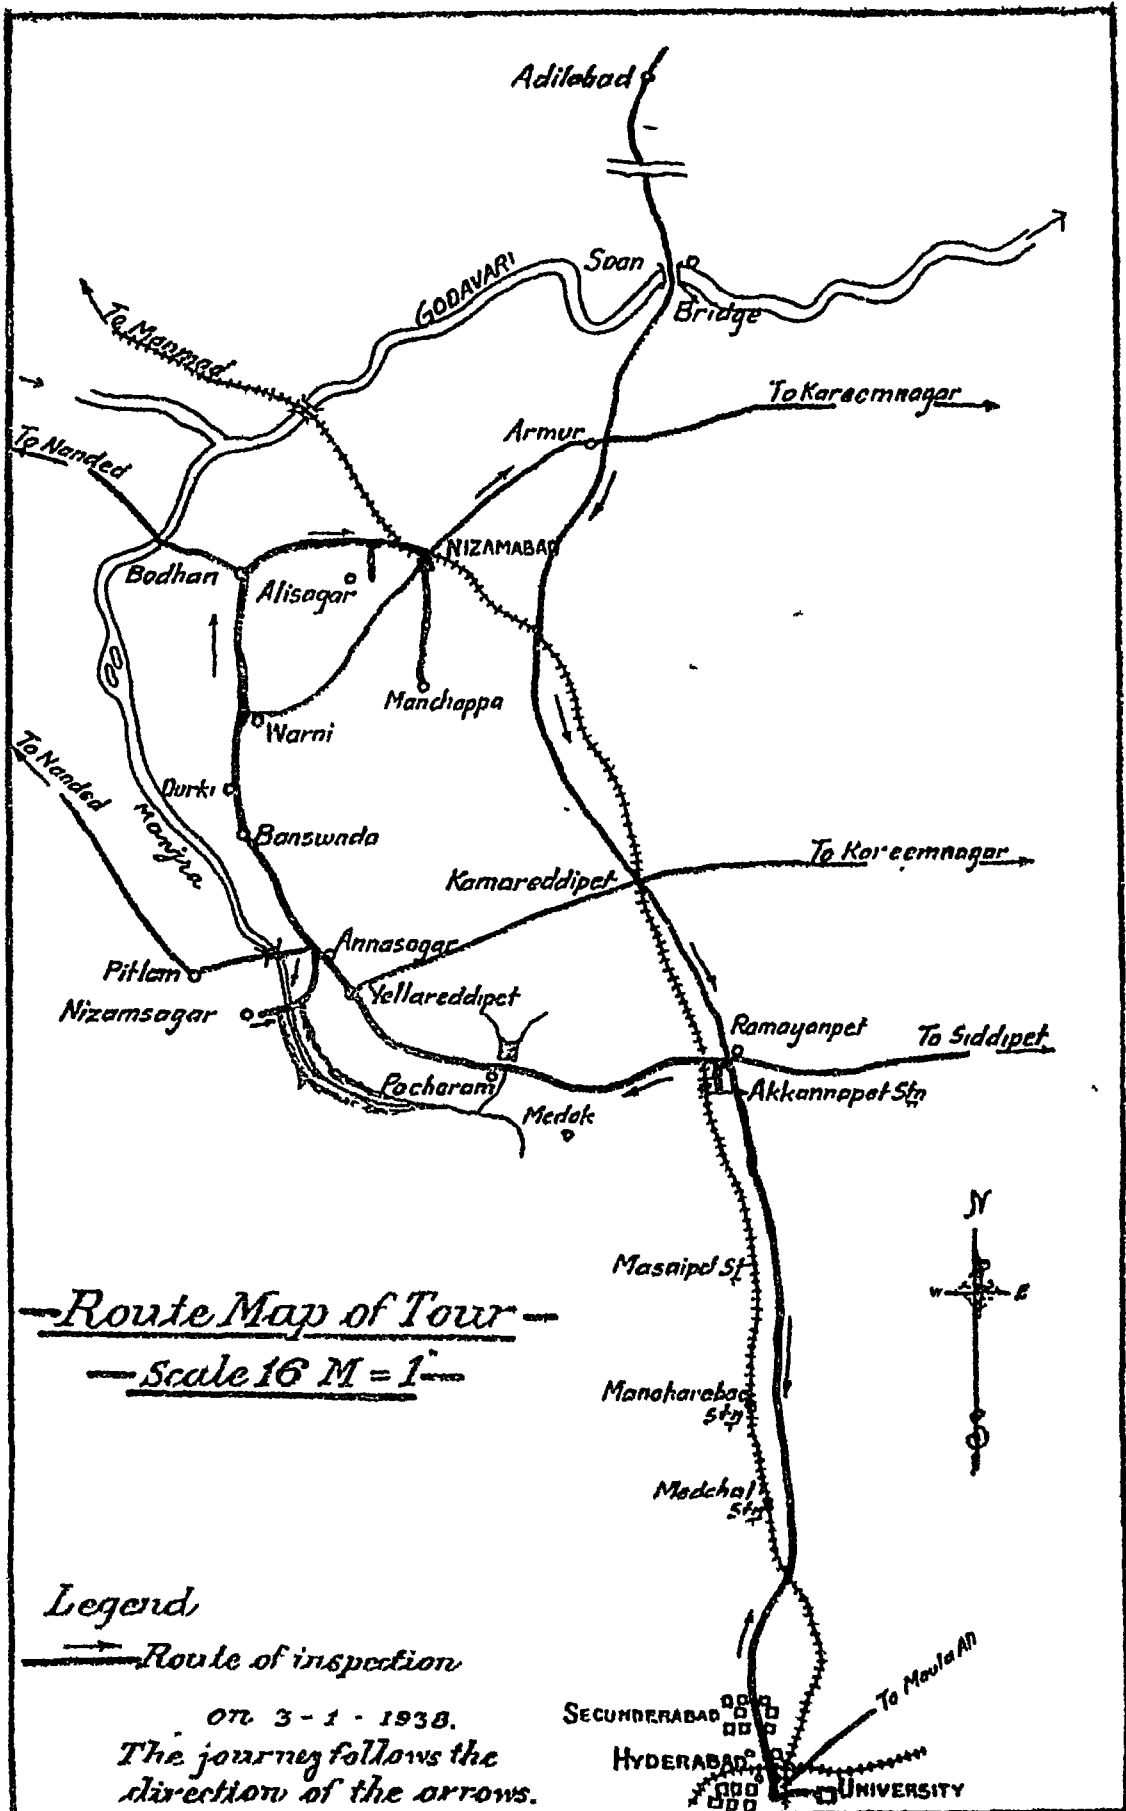 Adilabad
Soan
Bridge
GODAVARI
To Manmad
To Kareemnagar
Armur
To Nanded
NIZAMABAD
Bodhan
Alisagar
Manchappa
Warni
To Nanded
Durki
Manjra
Banswada
To Kareemnagar
Kamareddipet
Annasagar
Pitlam
Yellareddipet
Nizamsagar
Ramayanpet
To Siddipet
Pocharam
Akkannapet Stn
Medak
N
W E
S
Masaipet St
Route Map of Tour
Scale 16 M = 1"
Manoharabad
Stn
Medchal
Stn
Legend
Route of inspection
on 3-1-1938.
The journey follows the
direction of the arrows.
To Maula Ali
SECUNDERABAD
HYDERABAD
UNIVERSITY